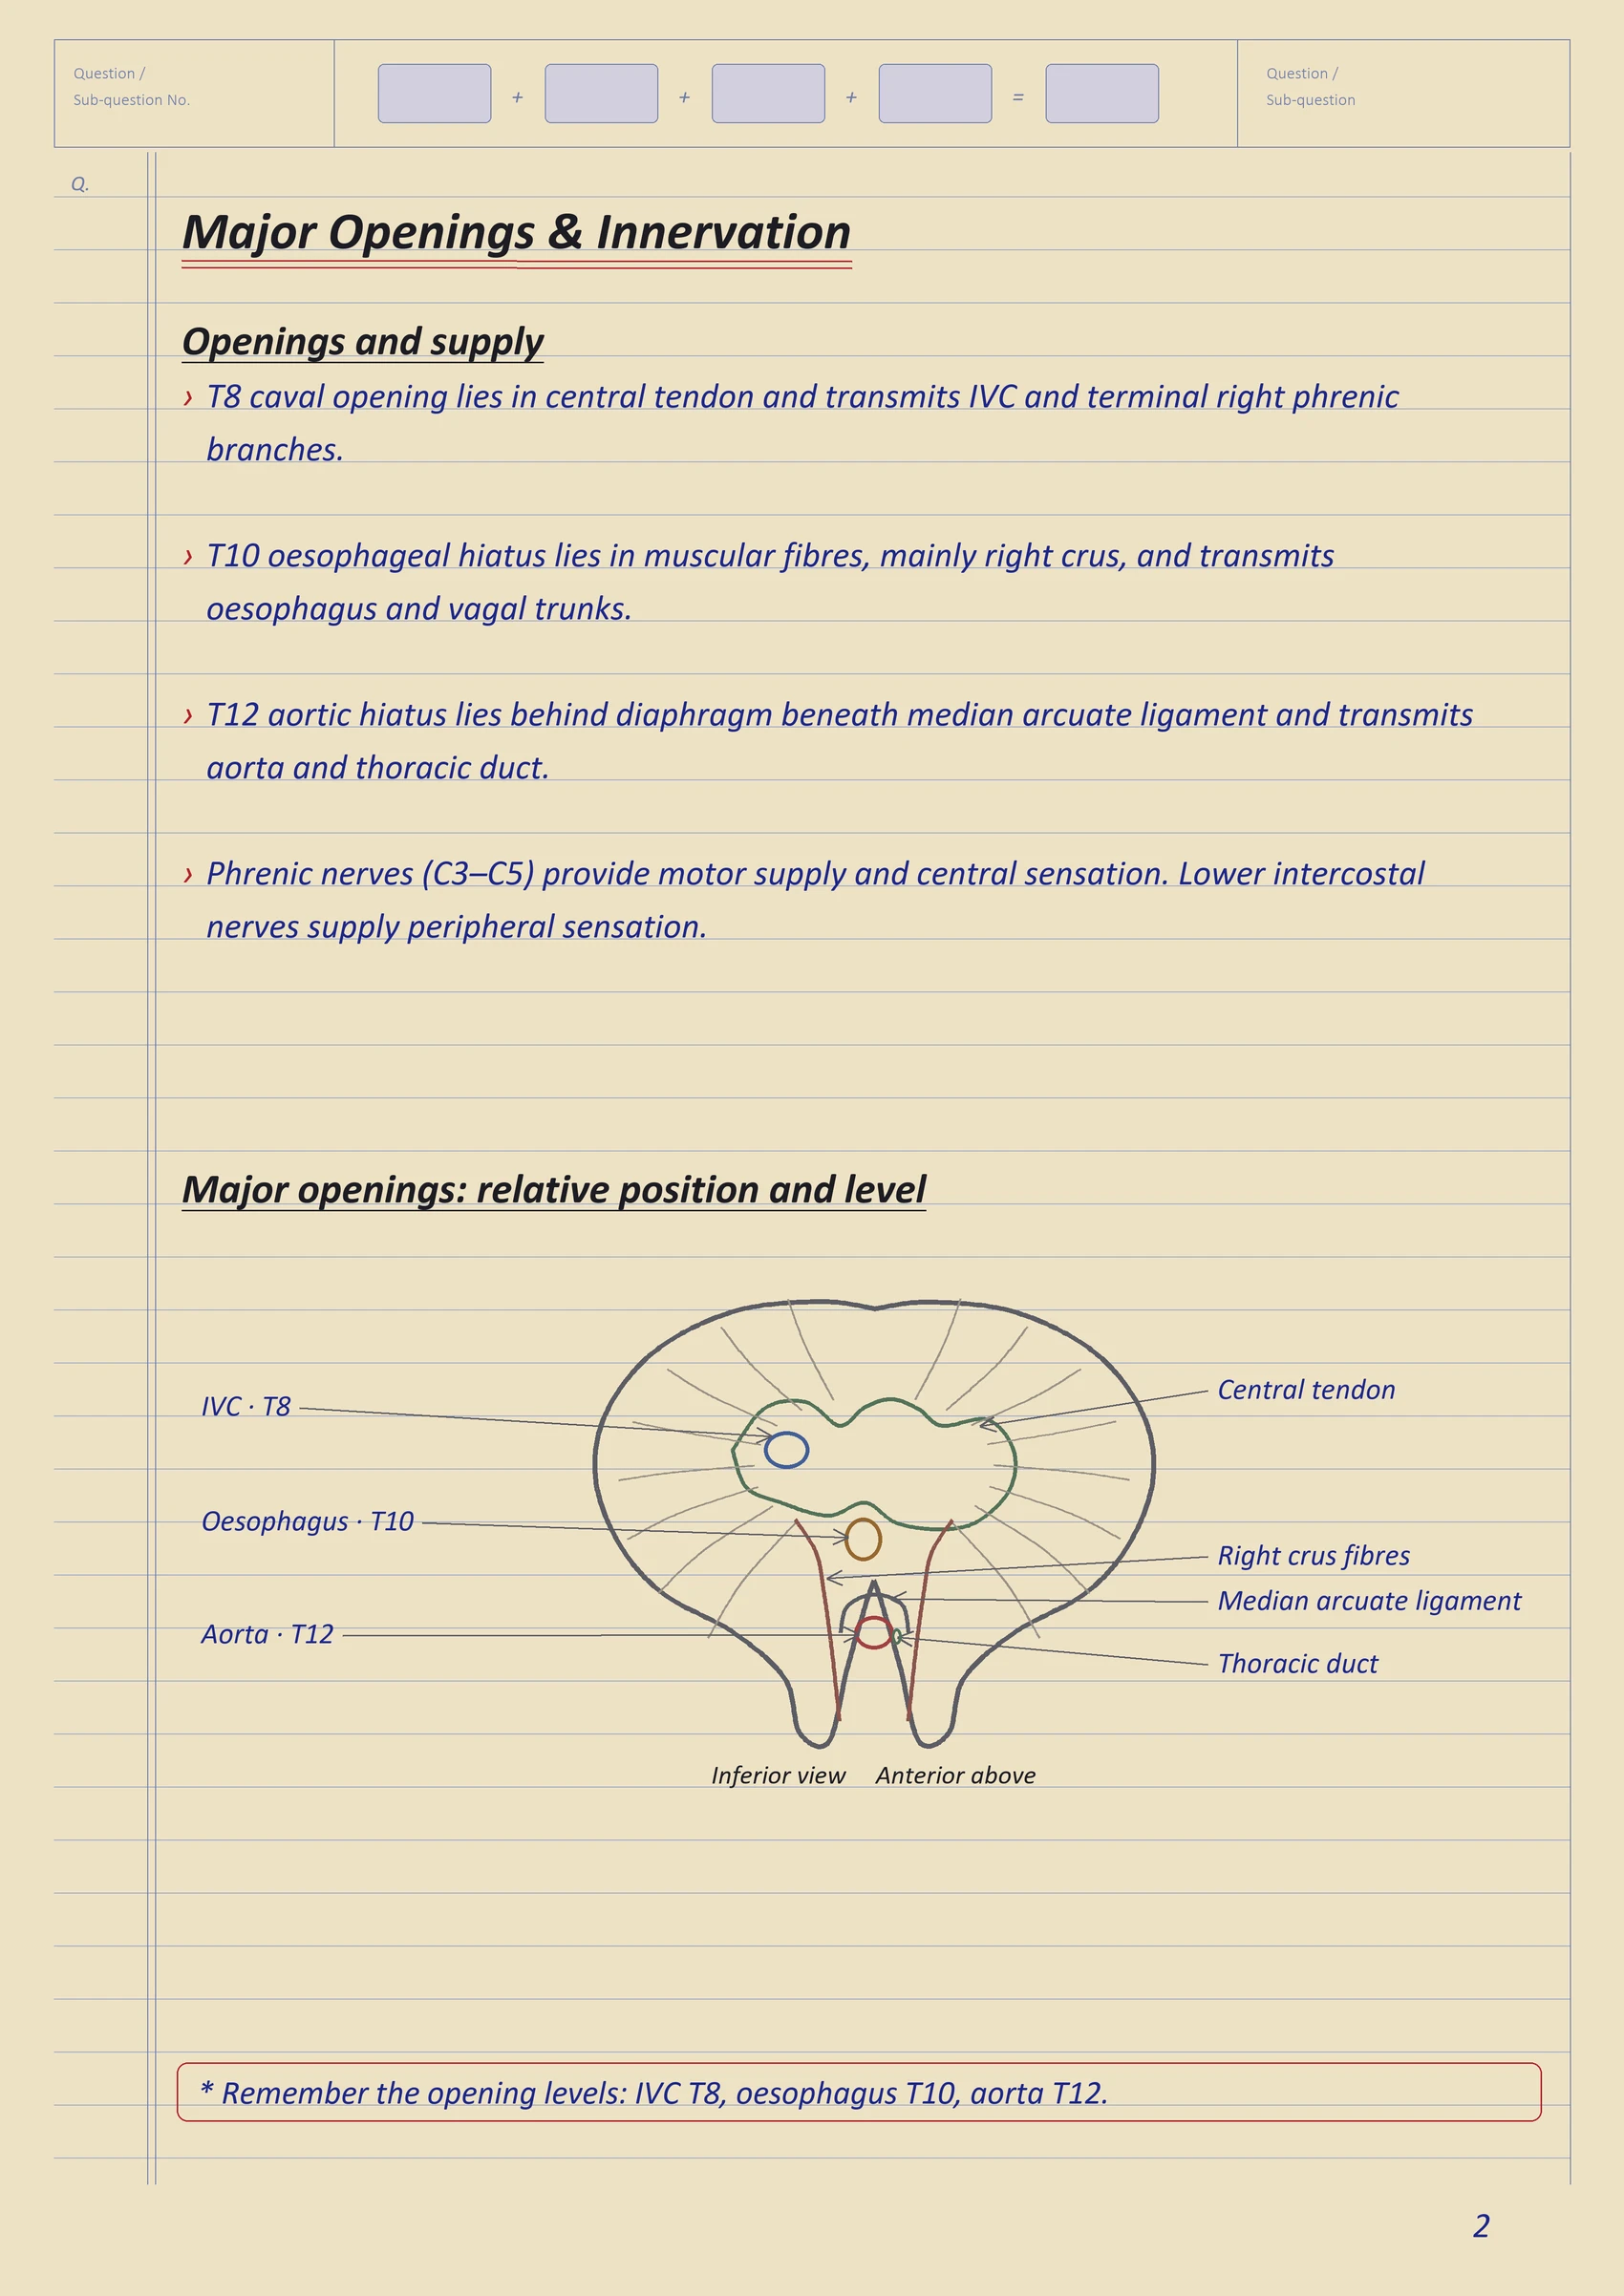 Question /
Sub-question No.
+ + + =
Question /
Sub-question
Q.
Major Openings & Innervation
Openings and supply
› T8 caval opening lies in central tendon and transmits IVC and terminal right phrenic
branches.
› T10 oesophageal hiatus lies in muscular fibres, mainly right crus, and transmits
oesophagus and vagal trunks.
› T12 aortic hiatus lies behind diaphragm beneath median arcuate ligament and transmits
aorta and thoracic duct.
› Phrenic nerves (C3–C5) provide motor supply and central sensation. Lower intercostal
nerves supply peripheral sensation.
Major openings: relative position and level
IVC · T8
Oesophagus · T10
Aorta · T12
Central tendon
Right crus fibres
Median arcuate ligament
Thoracic duct
Inferior view Anterior above
* Remember the opening levels: IVC T8, oesophagus T10, aorta T12.
2